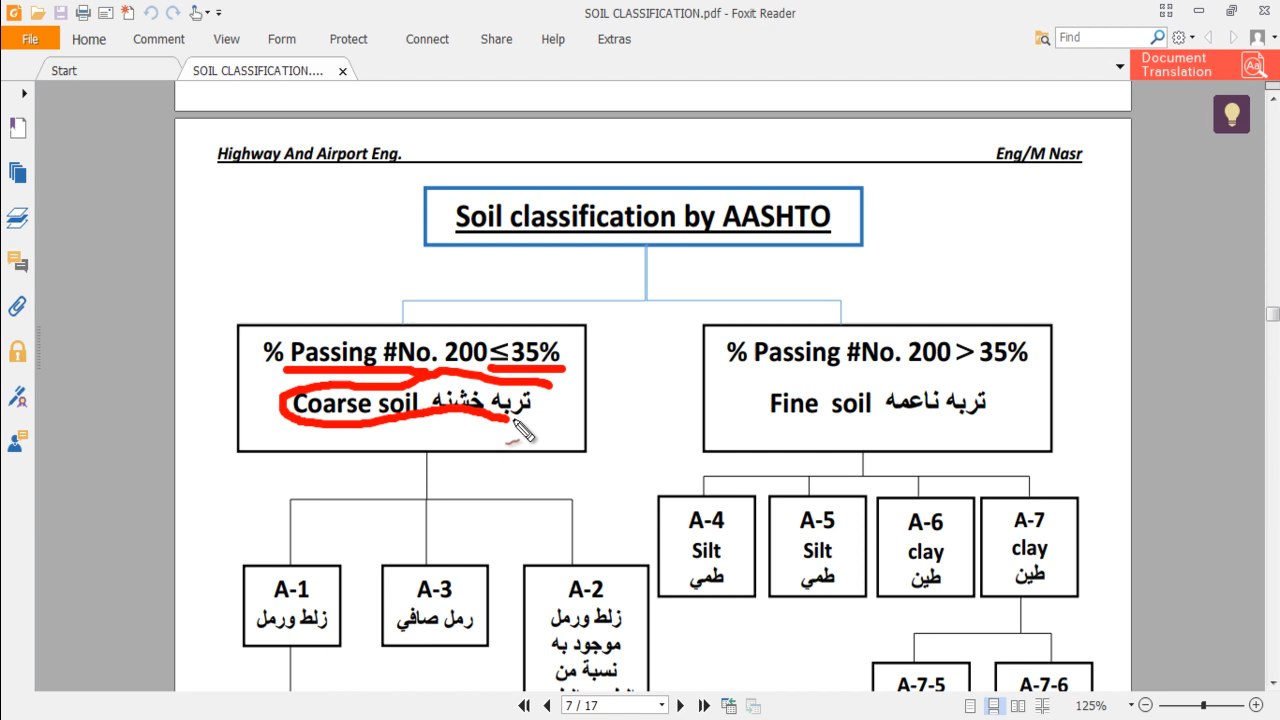 SOIL CLASSIFICATION.pdf - Foxit Reader
File Home Comment View Form Protect Connect Share Help Extras Find
Start SOIL CLASSIFICATION.... Document
Translation
Highway And Airport Eng. Eng/M Nasr
Soil classification by AASHTO
% Passing #No. 200≤35%
Coarse soil تربه خشنه
% Passing #No. 200 > 35%
Fine soil تربه ناعمه
A-4
Silt
طمي
A-5
Silt
طمي
A-6
clay
طين
A-7
clay
طين
A-1
زلط ورمل
A-3
رمل صافي
A-2
زلط ورمل
موجود به
نسبة من
A-7-5
A-7-6
7 / 17 125%